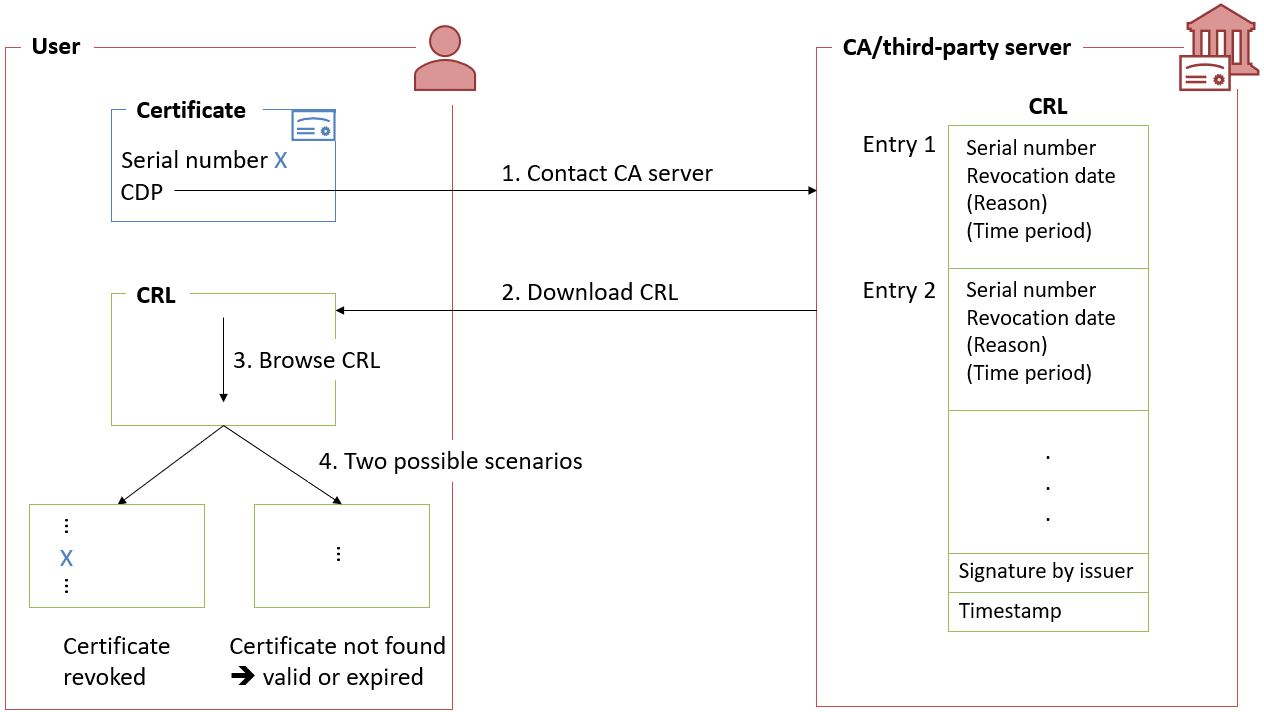 User
Certificate
Serial number X
CDP
1. Contact CA server
CRL
2. Download CRL
3. Browse CRL
4. Two possible scenarios
⋮
X
⋮
⋮
Certificate
revoked
Certificate not found
➔ valid or expired
CA/third-party server
CRL
Entry 1
Serial number
Revocation date
(Reason)
(Time period)
Entry 2
Serial number
Revocation date
(Reason)
(Time period)
.
.
.
Signature by issuer
Timestamp